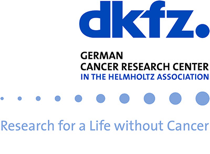 dkfz.
GERMAN
CANCER RESEARCH CENTER
IN THE HELMHOLTZ ASSOCIATION
Research for a Life without Cancer